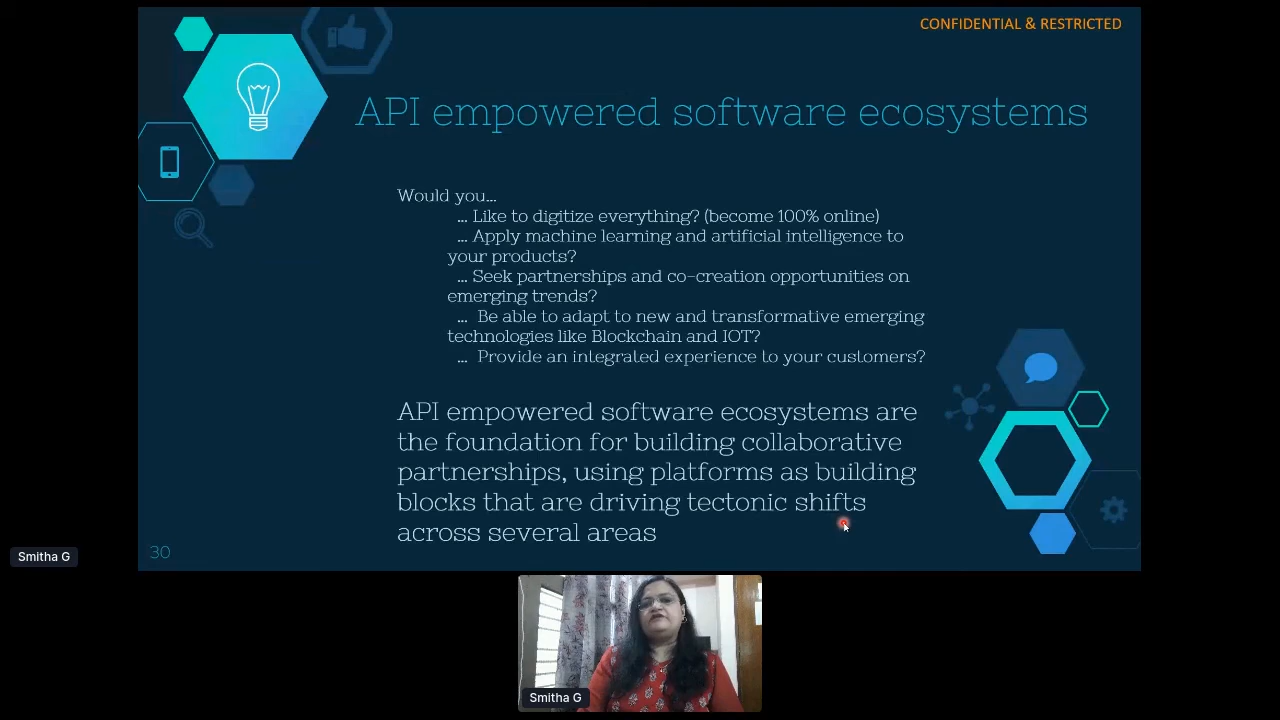 CONFIDENTIAL & RESTRICTED
API empowered software ecosystems
Would you...
... Like to digitize everything? (become 100% online)
... Apply machine learning and artificial intelligence to
your products?
... Seek partnerships and co-creation opportunities on
emerging trends?
... Be able to adapt to new and transformative emerging
technologies like Blockchain and IOT?
... Provide an integrated experience to your customers?
API empowered software ecosystems are
the foundation for building collaborative
partnerships, using platforms as building
blocks that are driving tectonic shifts
across several areas
30
Smitha G
Smitha G